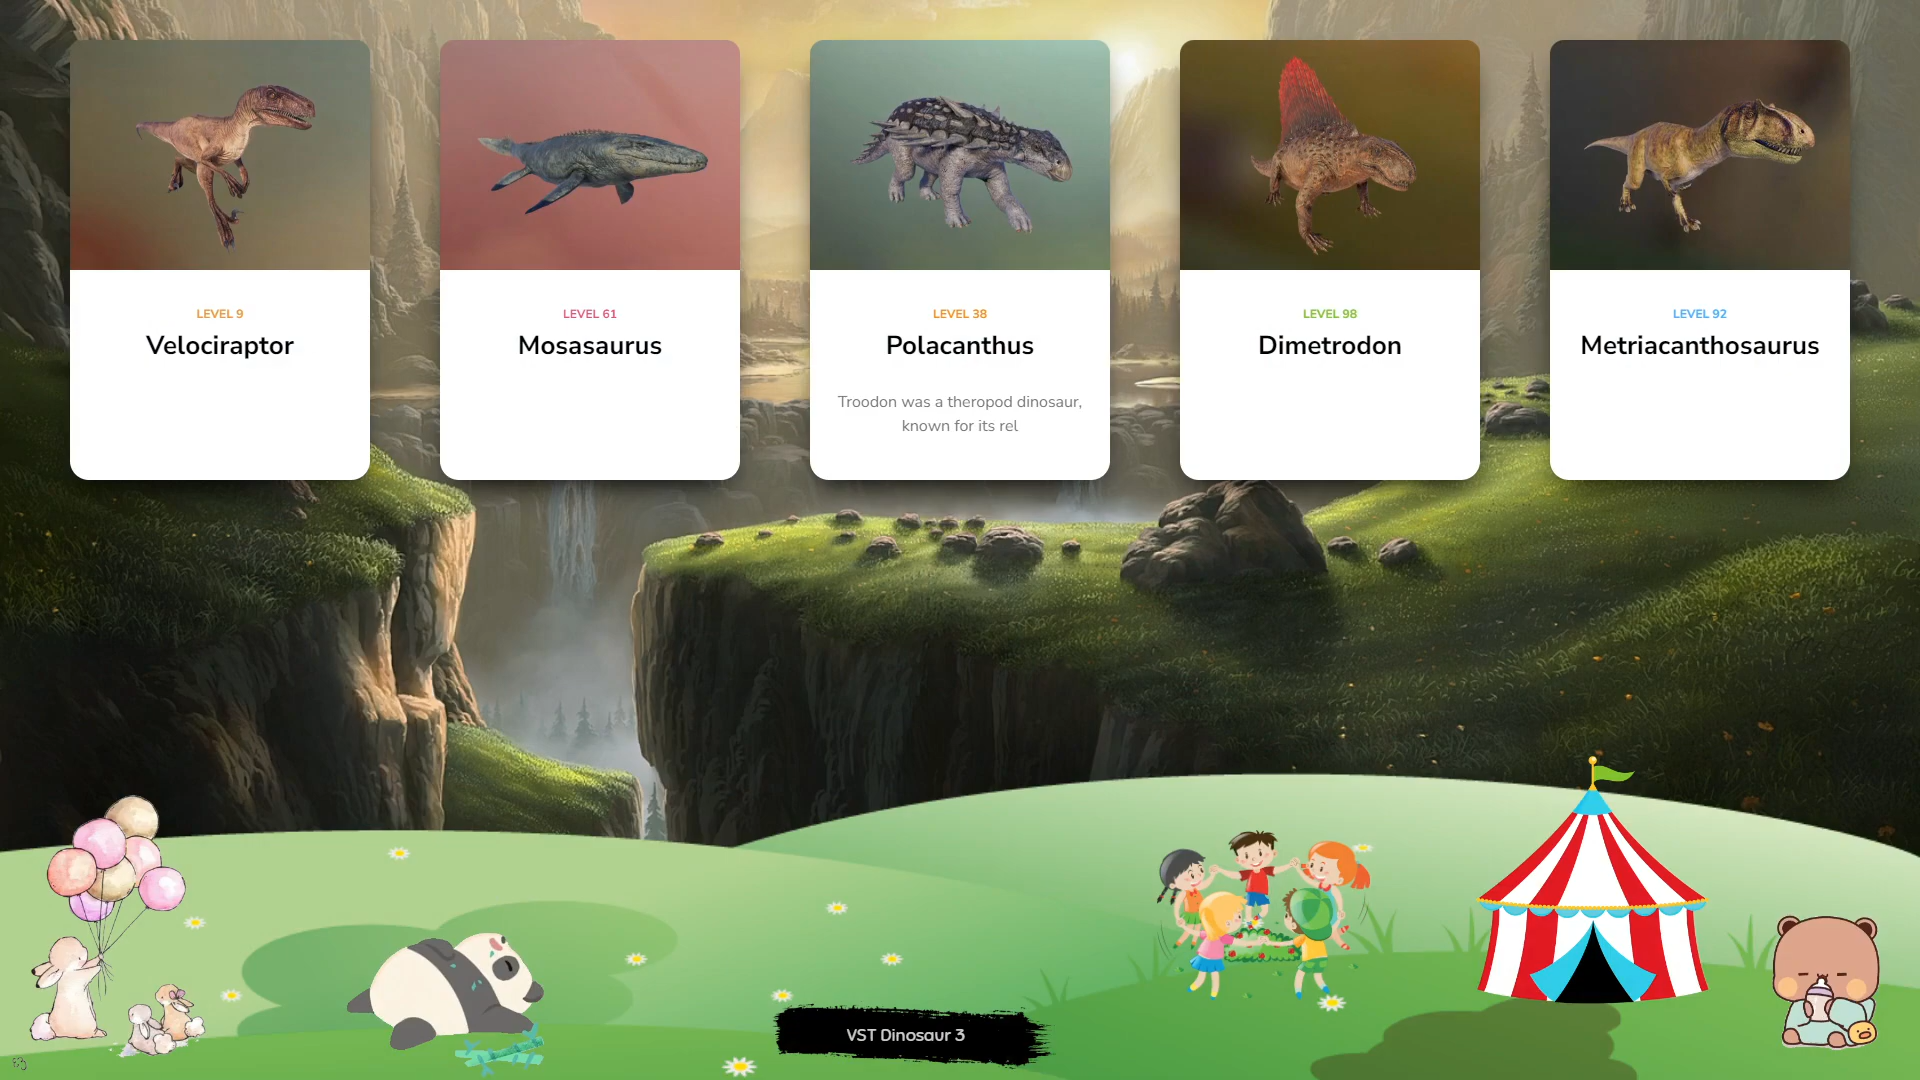 LEVEL 9
Velociraptor
LEVEL 61
Mosasaurus
LEVEL 38
Polacanthus
Troodon was a theropod dinosaur,
known for its rel
LEVEL 98
Dimetrodon
LEVEL 92
Metriacanthosaurus
VST Dinosaur 3